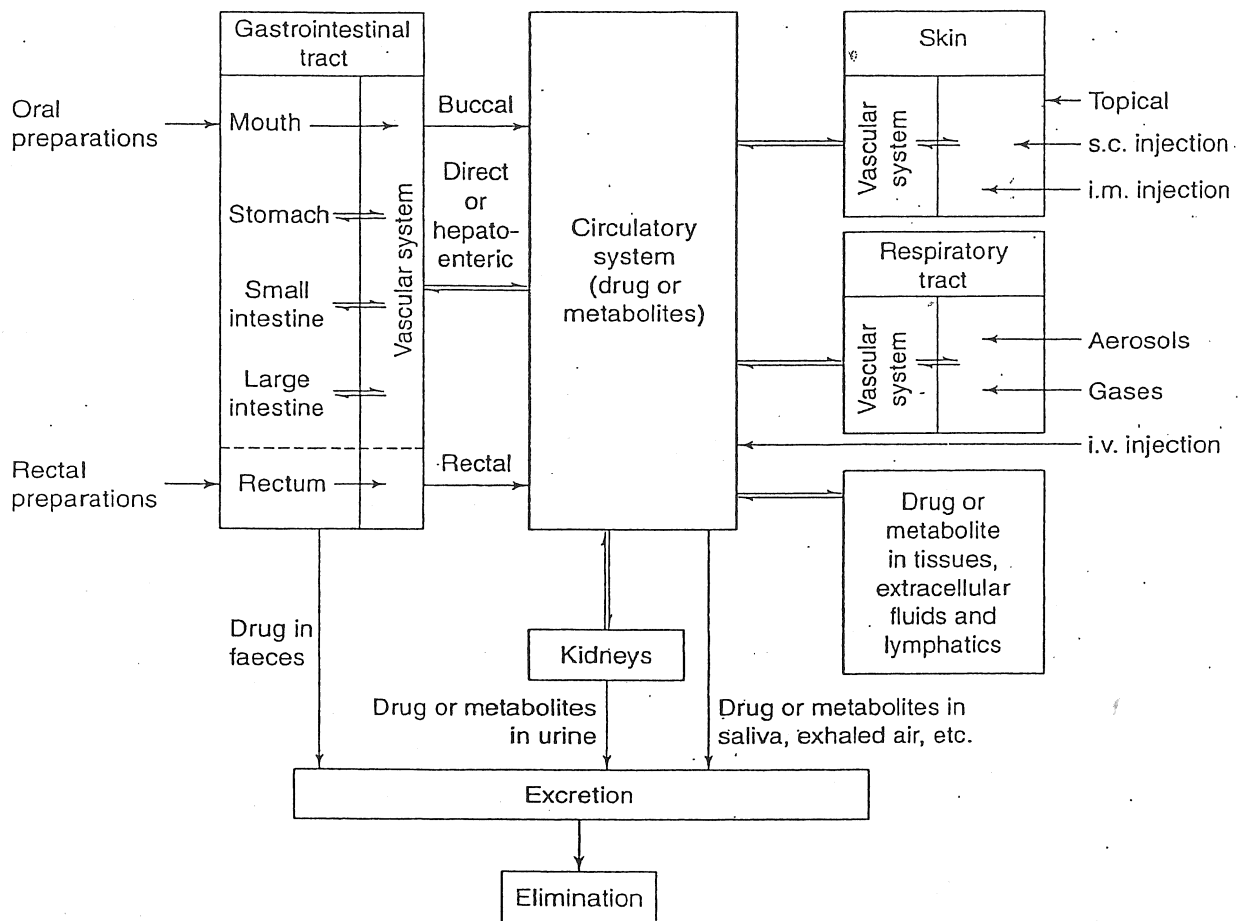 Gastrointestinal
tract
Oral
preparations
Mouth
Stomach
Small
intestine
Large
intestine
Vascular system
Rectal
preparations
Rectum
Buccal
Direct
or
hepato-
enteric
Rectal
Circulatory
system
(drug or
metabolites)
Skin
Vascular
system
Topical
s.c. injection
i.m. injection
Respiratory
tract
Vascular
system
Aerosols
Gases
i.v. injection
Drug or
metabolite
in tissues,
extracellular
fluids and
lymphatics
Drug in
faeces
Kidneys
Drug or metabolites
in urine
Drug or metabolites in
saliva, exhaled air, etc.
Excretion
Elimination